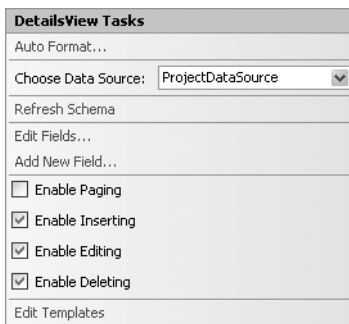 DetailsView Tasks
Auto Format...
Choose Data Source: ProjectDataSource
Refresh Schema
Edit Fields...
Add New Field...
Enable Paging
Enable Inserting
Enable Editing
Enable Deleting
Edit Templates